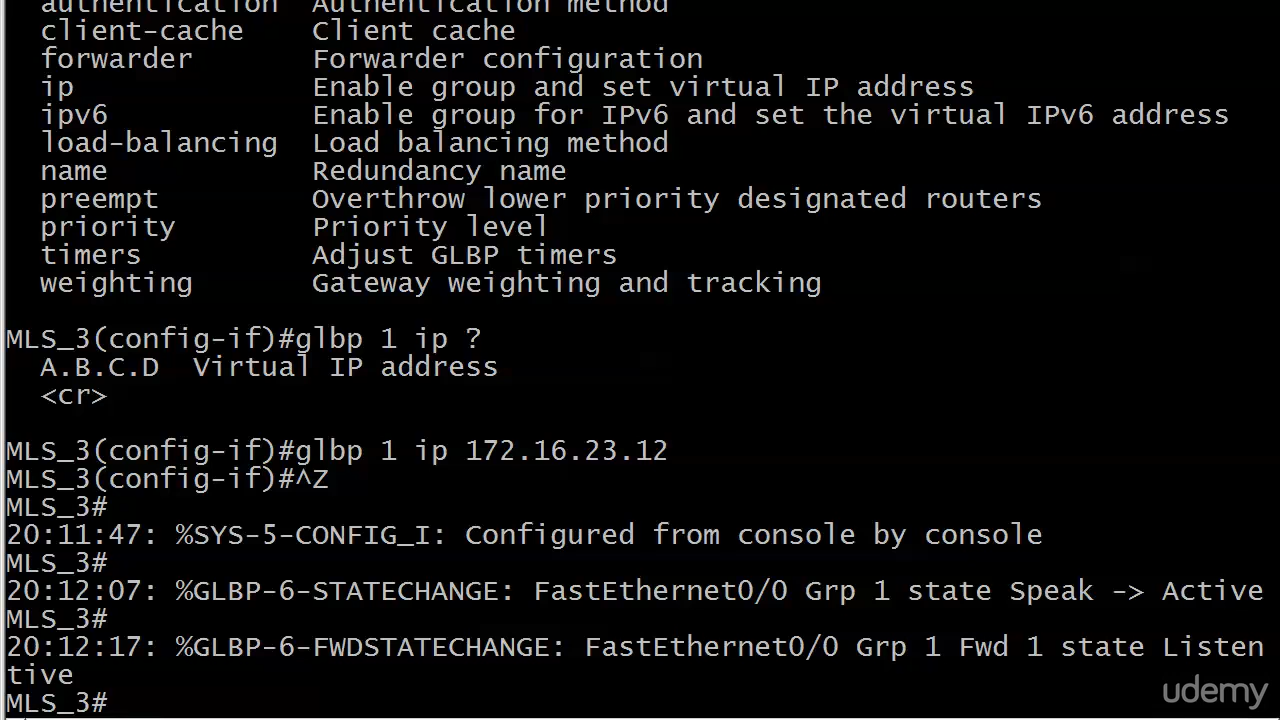 authentication  Authentication method
client-cache    Client cache
forwarder       Forwarder configuration
ip              Enable group and set virtual IP address
ipv6            Enable group for IPv6 and set the virtual IPv6 address
load-balancing  Load balancing method
name            Redundancy name
preempt         Overthrow lower priority designated routers
priority        Priority level
timers          Adjust GLBP timers
weighting       Gateway weighting and tracking
MLS_3(config-if)#glbp 1 ip ?
A.B.C.D  Virtual IP address
<cr>
MLS_3(config-if)#glbp 1 ip 172.16.23.12
MLS_3(config-if)#^Z
MLS_3#
20:11:47: %SYS-5-CONFIG_I: Configured from console by console
MLS_3#
20:12:07: %GLBP-6-STATECHANGE: FastEthernet0/0 Grp 1 state Speak -> Active
MLS_3#
20:12:17: %GLBP-6-FWDSTATECHANGE: FastEthernet0/0 Grp 1 Fwd 1 state Listen
tive
MLS_3#
udemy